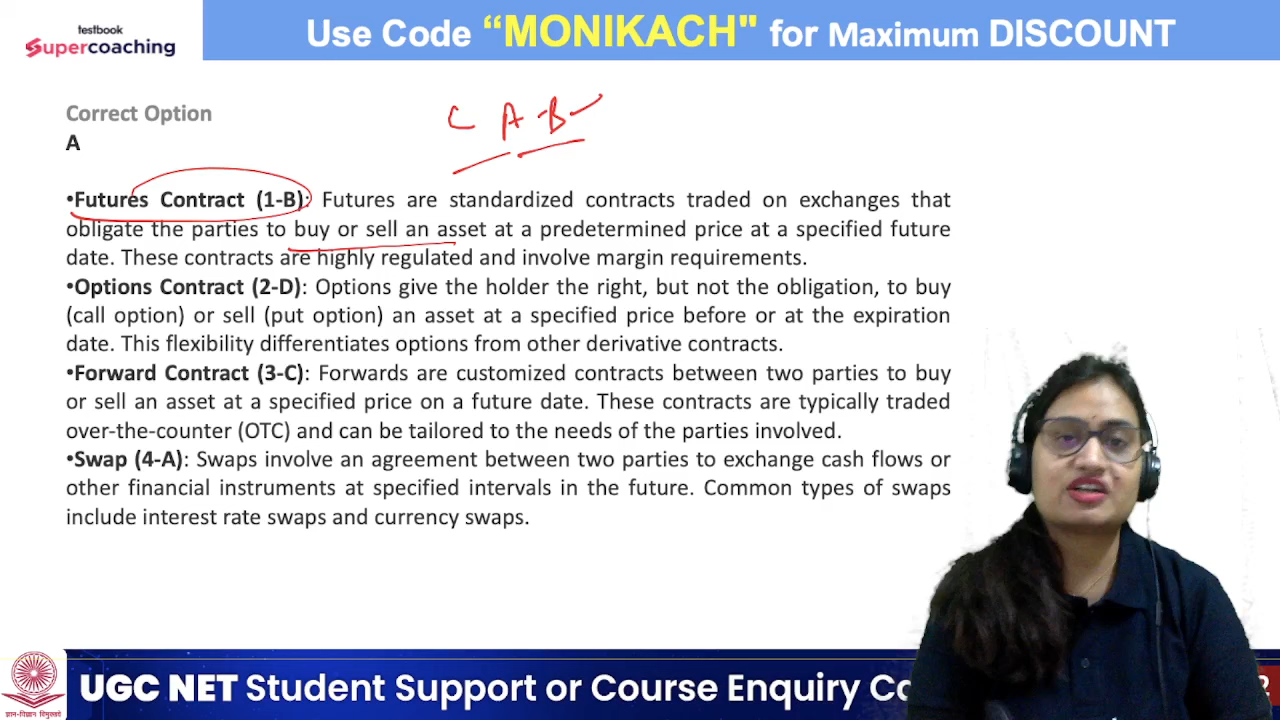 testbook
Supercoaching
Use Code “MONIKACH" for Maximum DISCOUNT
Correct Option
C A B
A
•Futures Contract (1-B): Futures are standardized contracts traded on exchanges that
obligate the parties to buy or sell an asset at a predetermined price at a specified future
date. These contracts are highly regulated and involve margin requirements.
•Options Contract (2-D): Options give the holder the right, but not the obligation, to buy
(call option) or sell (put option) an asset at a specified price before or at the expiration
date. This flexibility differentiates options from other derivative contracts.
•Forward Contract (3-C): Forwards are customized contracts between two parties to buy
or sell an asset at a specified price on a future date. These contracts are typically traded
over-the-counter (OTC) and can be tailored to the needs of the parties involved.
•Swap (4-A): Swaps involve an agreement between two parties to exchange cash flows or
other financial instruments at specified intervals in the future. Common types of swaps
include interest rate swaps and currency swaps.
UGC NET Student Support or Course Enquiry Ca
ज्ञान-विज्ञान विमुक्तये